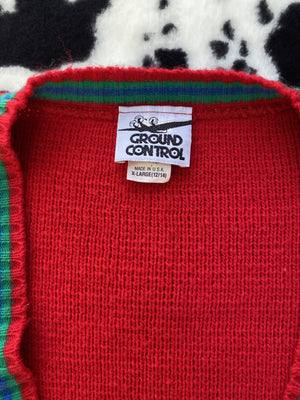 GROUND
CONTROL
MADE IN U.S.A.
X-LARGE(12/14)